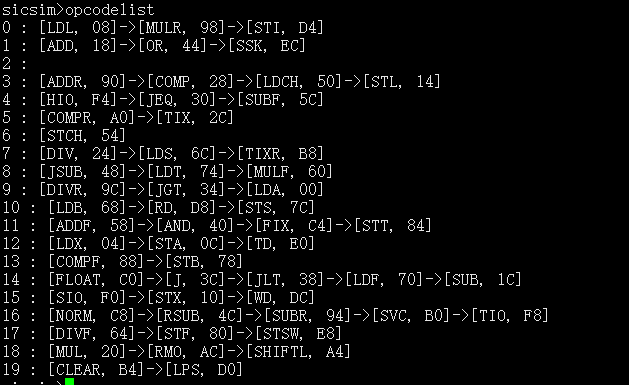 sicsim>opcodelist
0 : [LDL, 08]->[MULR, 98]->[STI, D4]
1 : [ADD, 18]->[OR, 44]->[SSK, EC]
2 :
3 : [ADDR, 90]->[COMP, 28]->[LDCH, 50]->[STL, 14]
4 : [HIO, F4]->[JEQ, 30]->[SUBF, 5C]
5 : [COMPR, A0]->[TIX, 2C]
6 : [STCH, 54]
7 : [DIV, 24]->[LDS, 6C]->[TIXR, B8]
8 : [JSUB, 48]->[LDT, 74]->[MULF, 60]
9 : [DIVR, 9C]->[JGT, 34]->[LDA, 00]
10 : [LDB, 68]->[RD, D8]->[STS, 7C]
11 : [ADDF, 58]->[AND, 40]->[FIX, C4]->[STT, 84]
12 : [LDX, 04]->[STA, 0C]->[TD, E0]
13 : [COMPF, 88]->[STB, 78]
14 : [FLOAT, C0]->[J, 3C]->[JLT, 38]->[LDF, 70]->[SUB, 1C]
15 : [SIO, F0]->[STX, 10]->[WD, DC]
16 : [NORM, C8]->[RSUB, 4C]->[SUBR, 94]->[SVC, B0]->[TIO, F8]
17 : [DIVF, 64]->[STF, 80]->[STSW, E8]
18 : [MUL, 20]->[RMO, AC]->[SHIFTL, A4]
19 : [CLEAR, B4]->[LPS, D0]